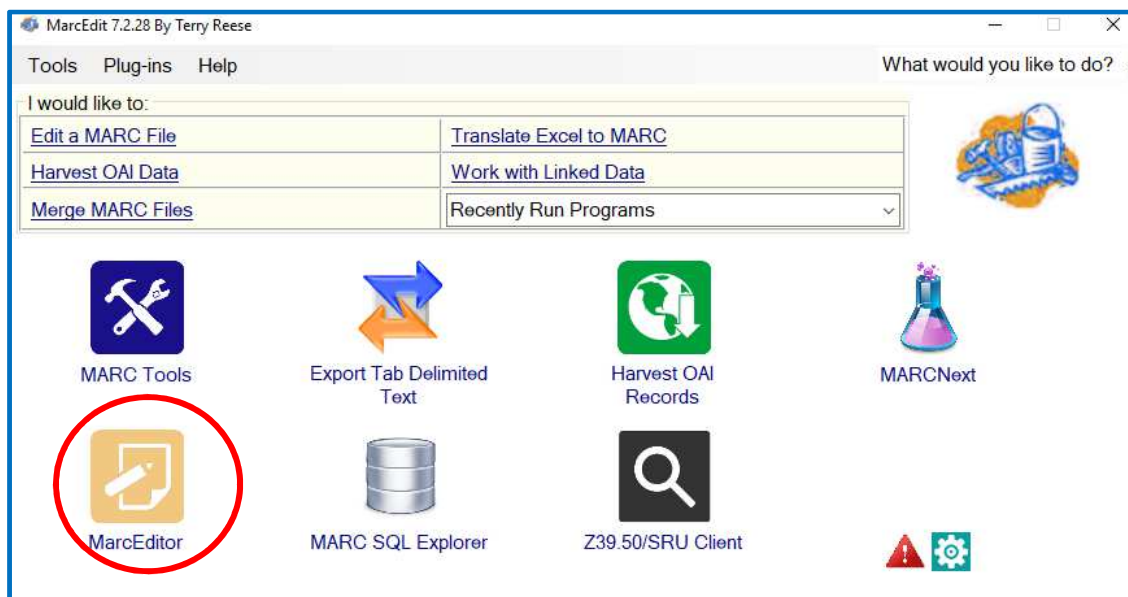 MarcEdit 7.2.28 By Terry Reese
Tools Plug-ins Help What would you like to do?
I would like to:
Edit a MARC File Translate Excel to MARC
Harvest OAI Data Work with Linked Data
Merge MARC Files Recently Run Programs
MARC Tools Export Tab Delimited Harvest OAI MARCNext
Text Records
MarcEditor MARC SQL Explorer Z39.50/SRU Client